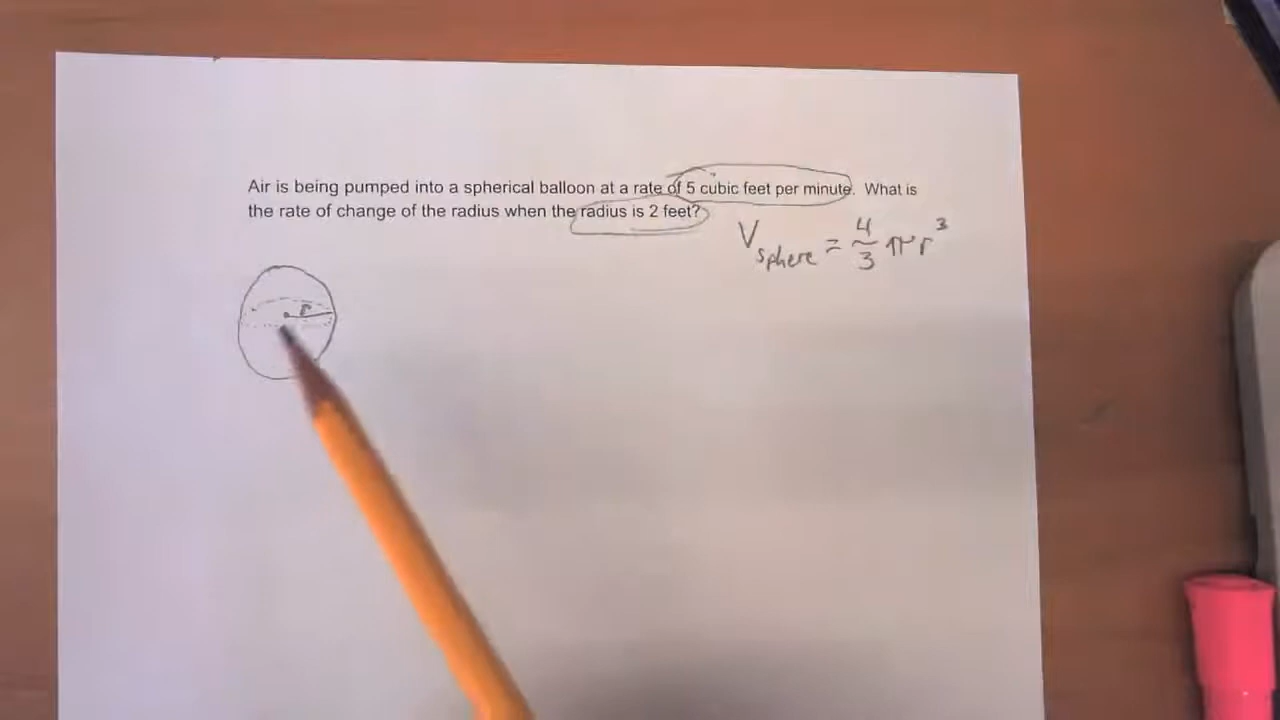 Air is being pumped into a spherical balloon at a rate of 5 cubic feet per minute. What is
the rate of change of the radius when the radius is 2 feet?
V sphere = 4/3 πr³
r